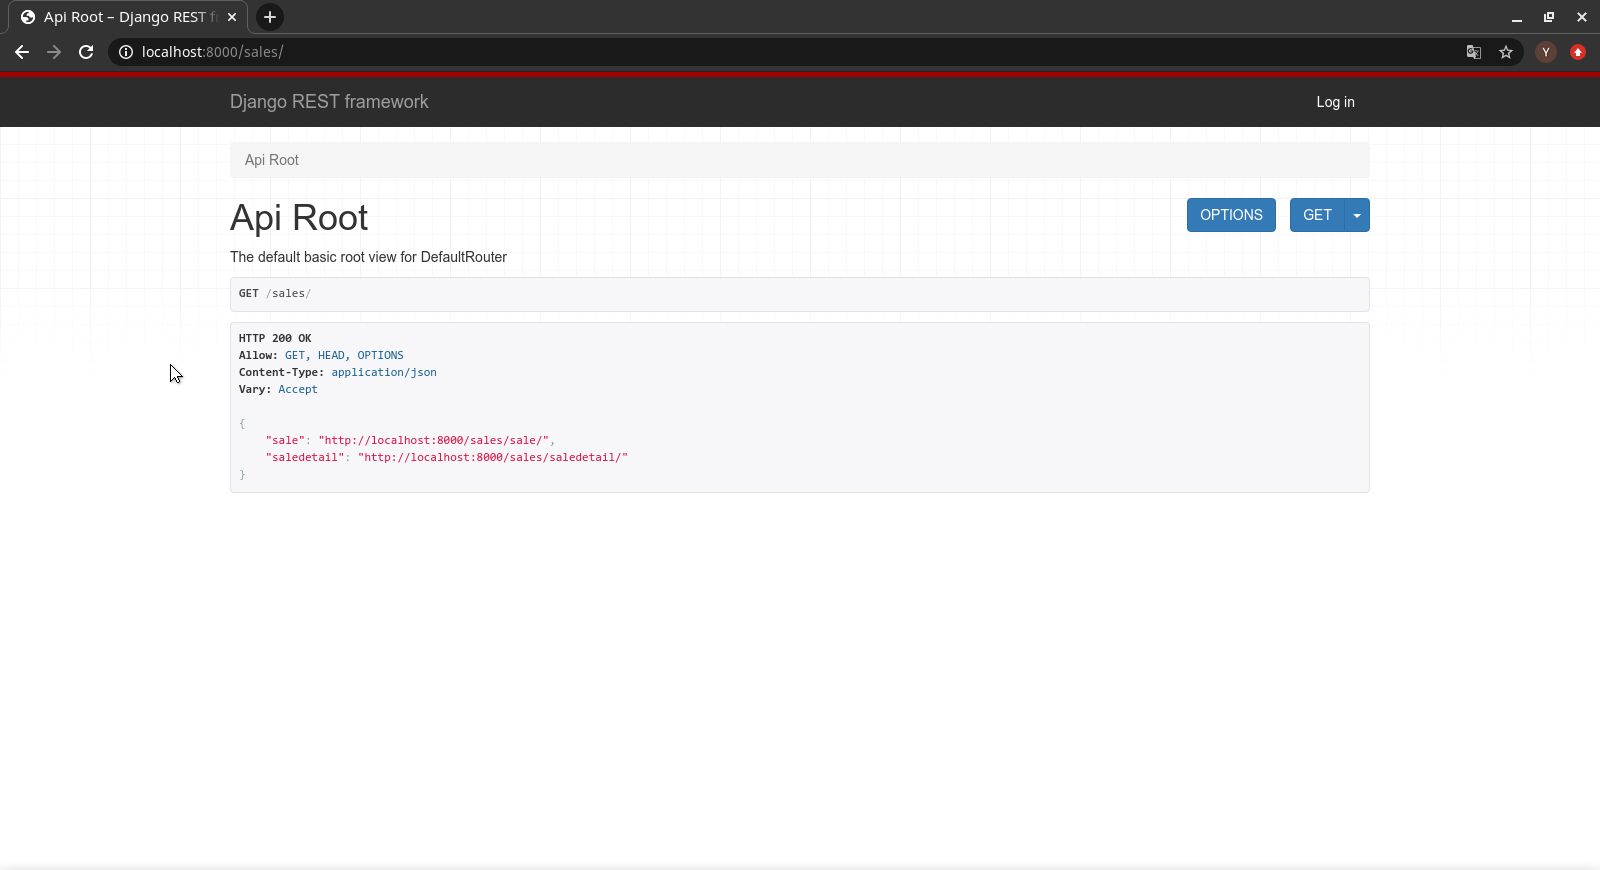 Api Root – Django REST f
localhost:8000/sales/
Y
Django REST framework
Log in
Api Root
Api Root
OPTIONS
GET
The default basic root view for DefaultRouter
GET /sales/
HTTP 200 OK
Allow: GET, HEAD, OPTIONS
Content-Type: application/json
Vary: Accept
{
    "sale": "http://localhost:8000/sales/sale/",
    "saledetail": "http://localhost:8000/sales/saledetail/"
}